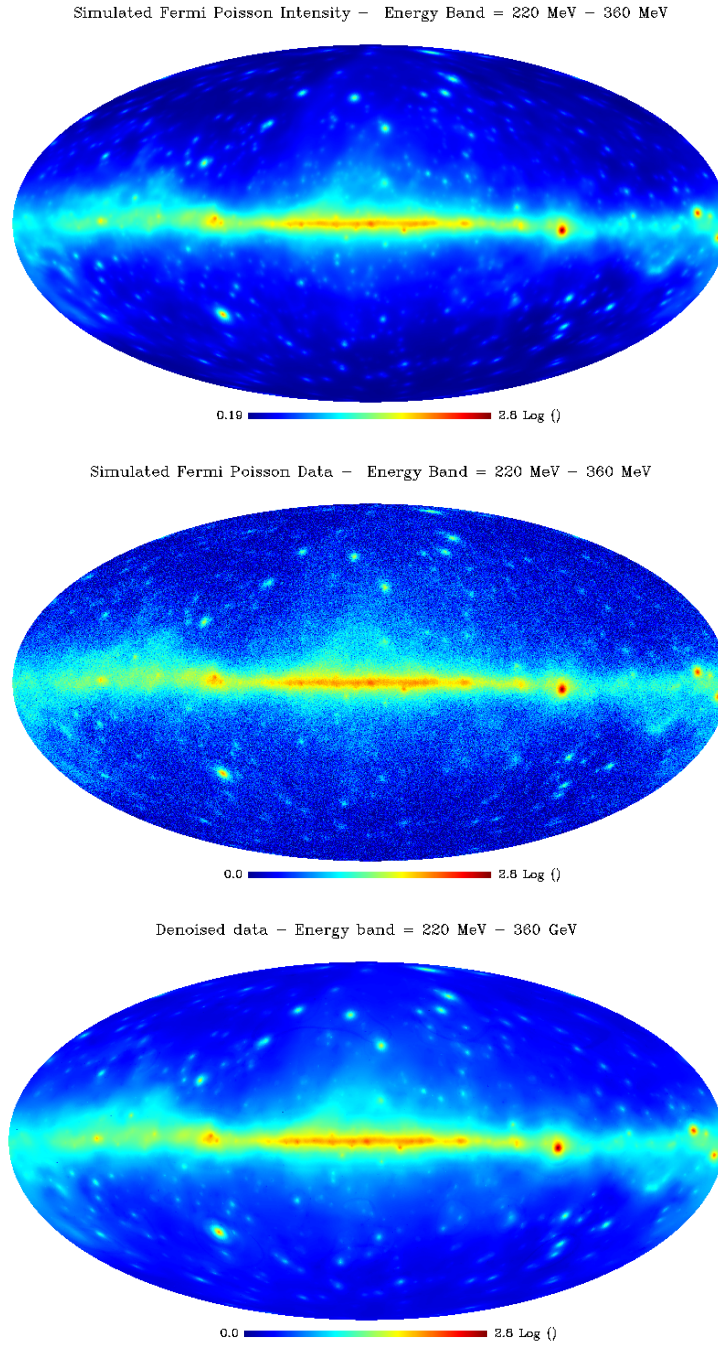 Simulated Fermi Poisson Intensity – Energy Band = 220 MeV – 360 MeV
0.19 2.8 Log ()
Simulated Fermi Poisson Data – Energy Band = 220 MeV – 360 MeV
0.0 2.8 Log ()
Denoised data – Energy band = 220 MeV – 360 GeV
0.0 2.8 Log ()